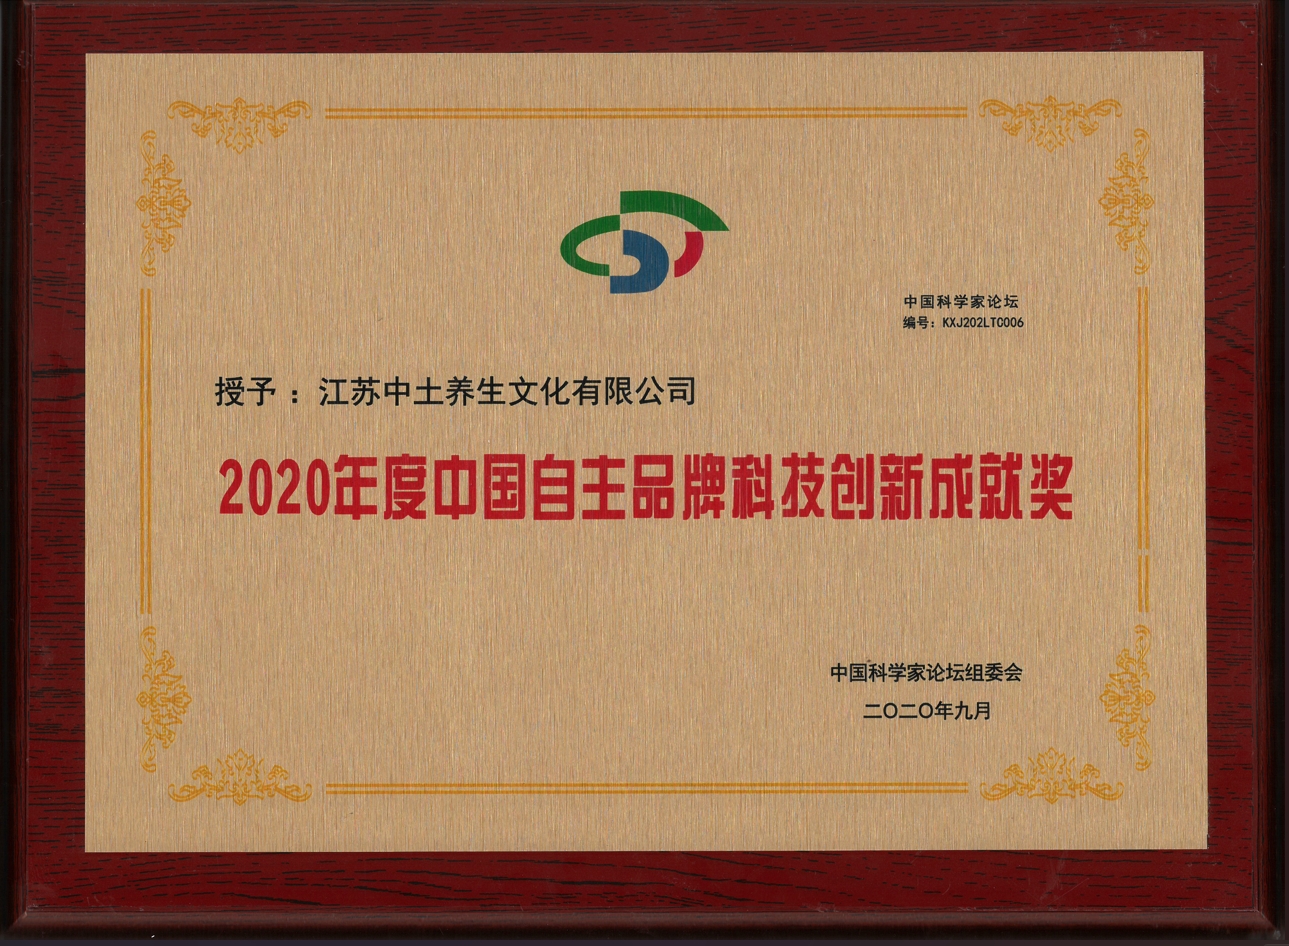 中国科学家论坛
编号：KXJ202LTC006
授予：江苏中土养生文化有限公司
2020年度中国自主品牌科技创新成就奖
中国科学家论坛组委会
二〇二〇年九月